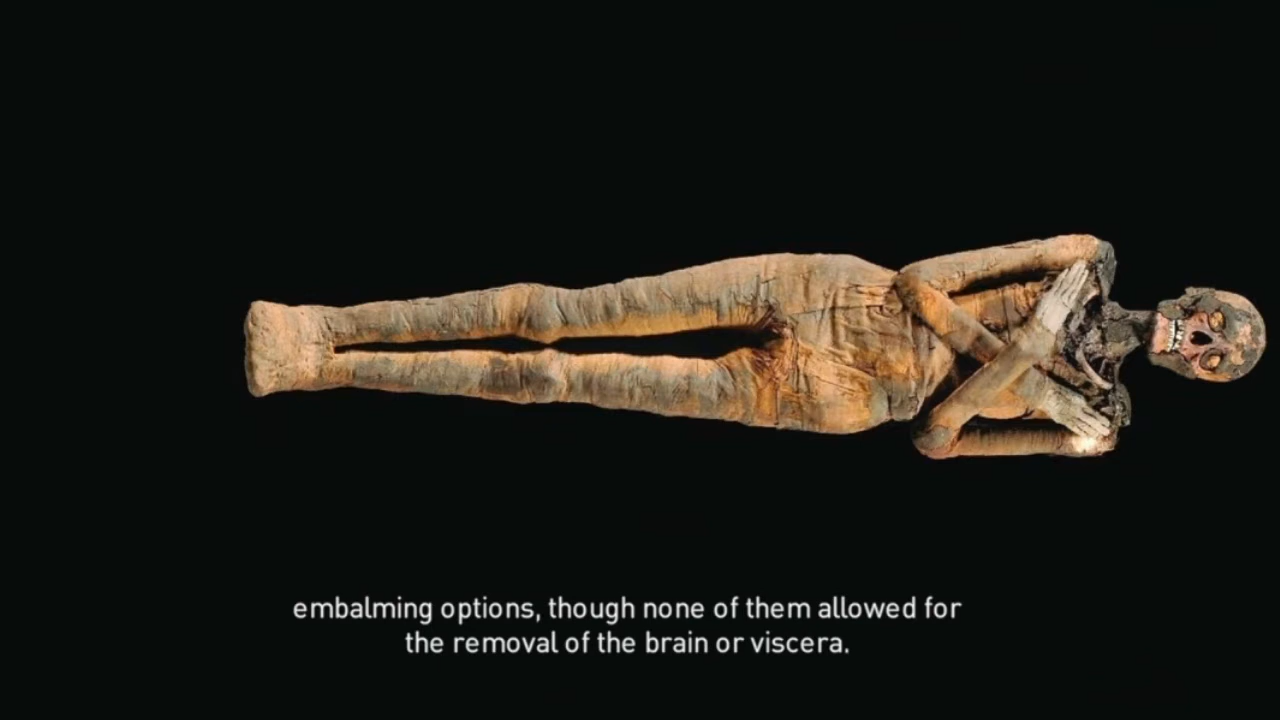 embalming options, though none of them allowed for
the removal of the brain or viscera.